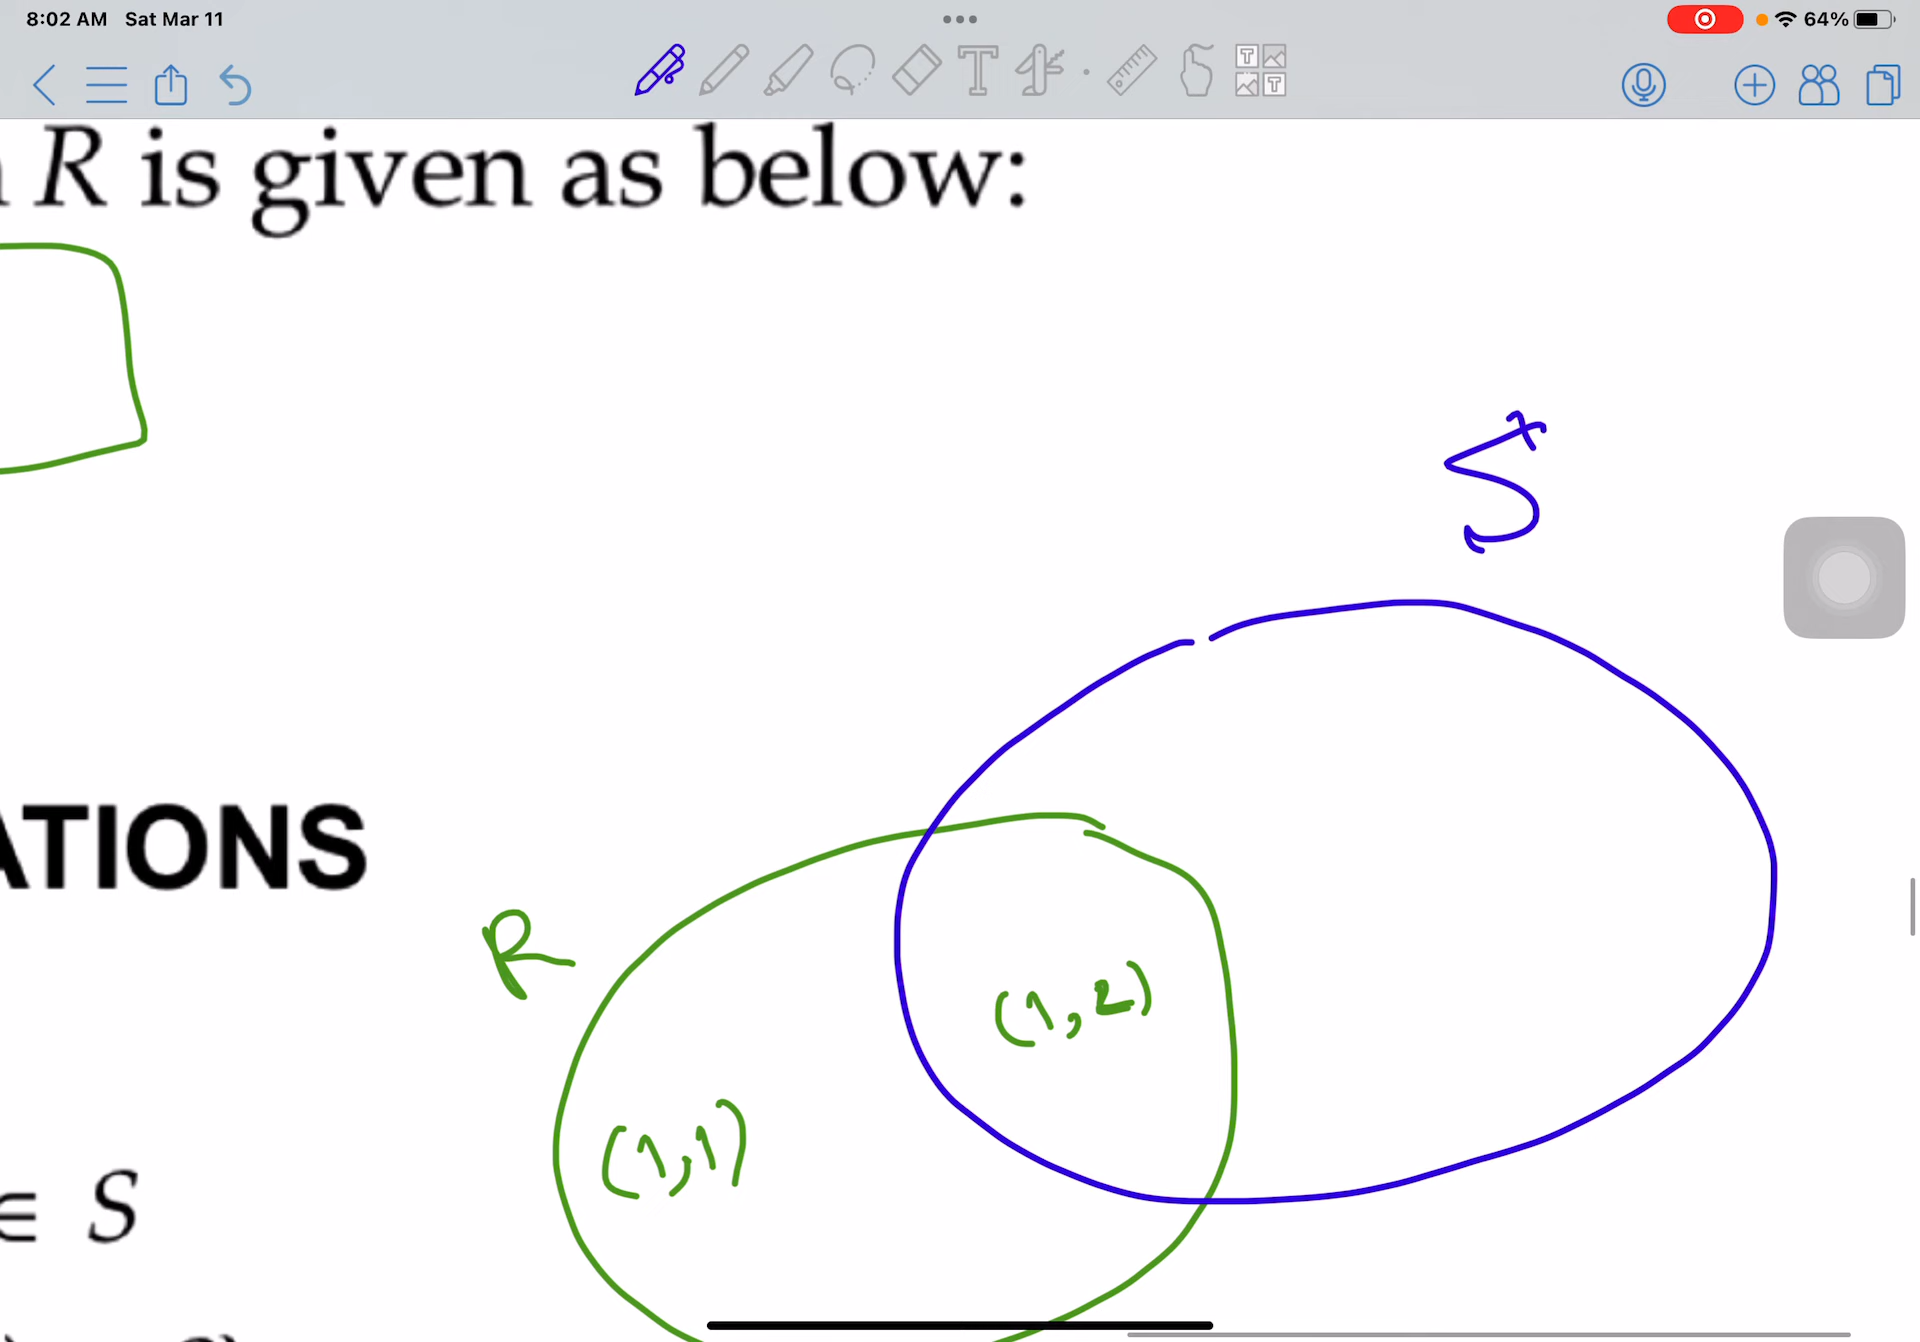 8:02 AM Sat Mar 11
64%
R is given as below:
S
ATIONS
R
(1,2)
(1,1)
∈ S